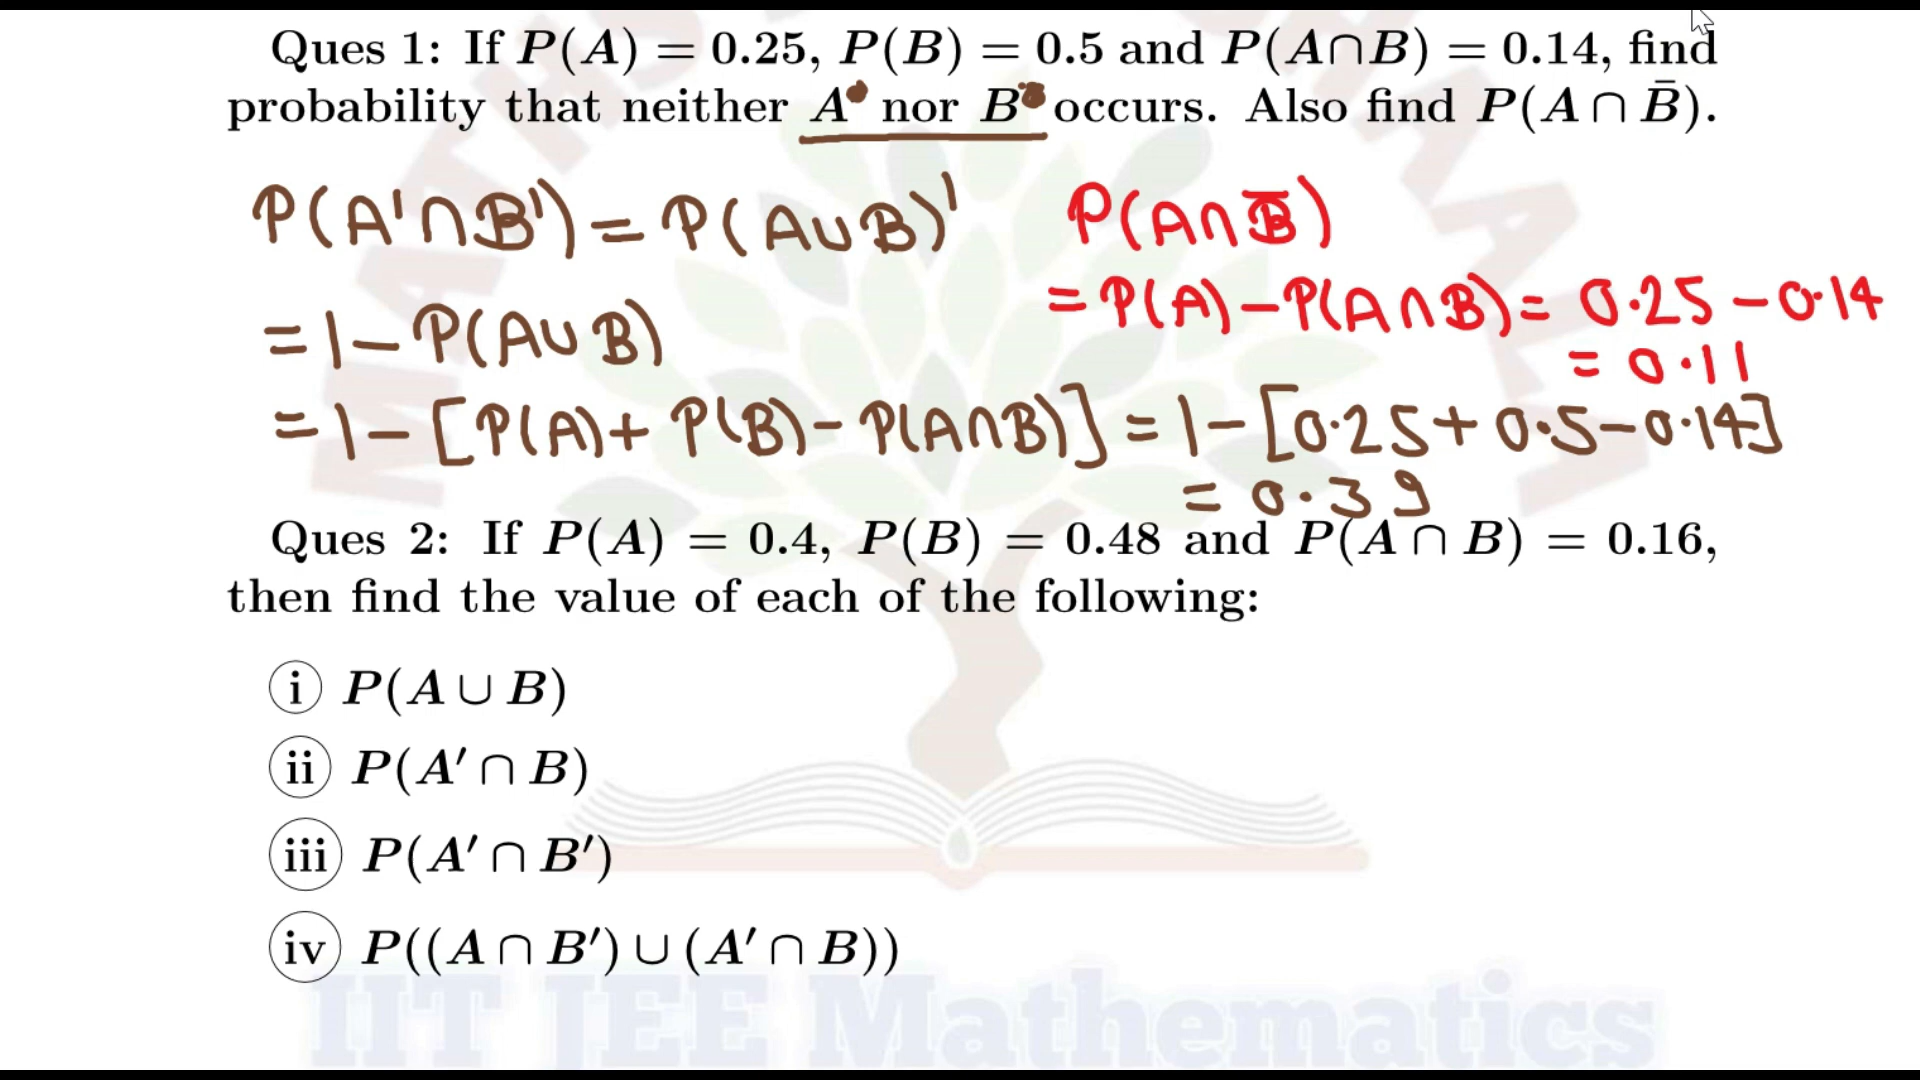 Ques 1: If P(A) = 0.25, P(B) = 0.5 and P(A∩B) = 0.14, find
probability that neither A nor B occurs. Also find P(A ∩ B̄).
P(A'∩B') = P(A∪B)'
= 1 - P(A∪B)
= 1 - [P(A) + P(B) - P(A∩B)] = 1 - [0.25 + 0.5 - 0.14]
= 0.39
P(A∩B̄)
= P(A) - P(A∩B) = 0.25 - 0.14
= 0.11
Ques 2: If P(A) = 0.4, P(B) = 0.48 and P(A ∩ B) = 0.16,
then find the value of each of the following:
i P(A ∪ B)
ii P(A′ ∩ B)
iii P(A′ ∩ B′)
iv P((A ∩ B′) ∪ (A′ ∩ B))
IIT JEE Mathematics